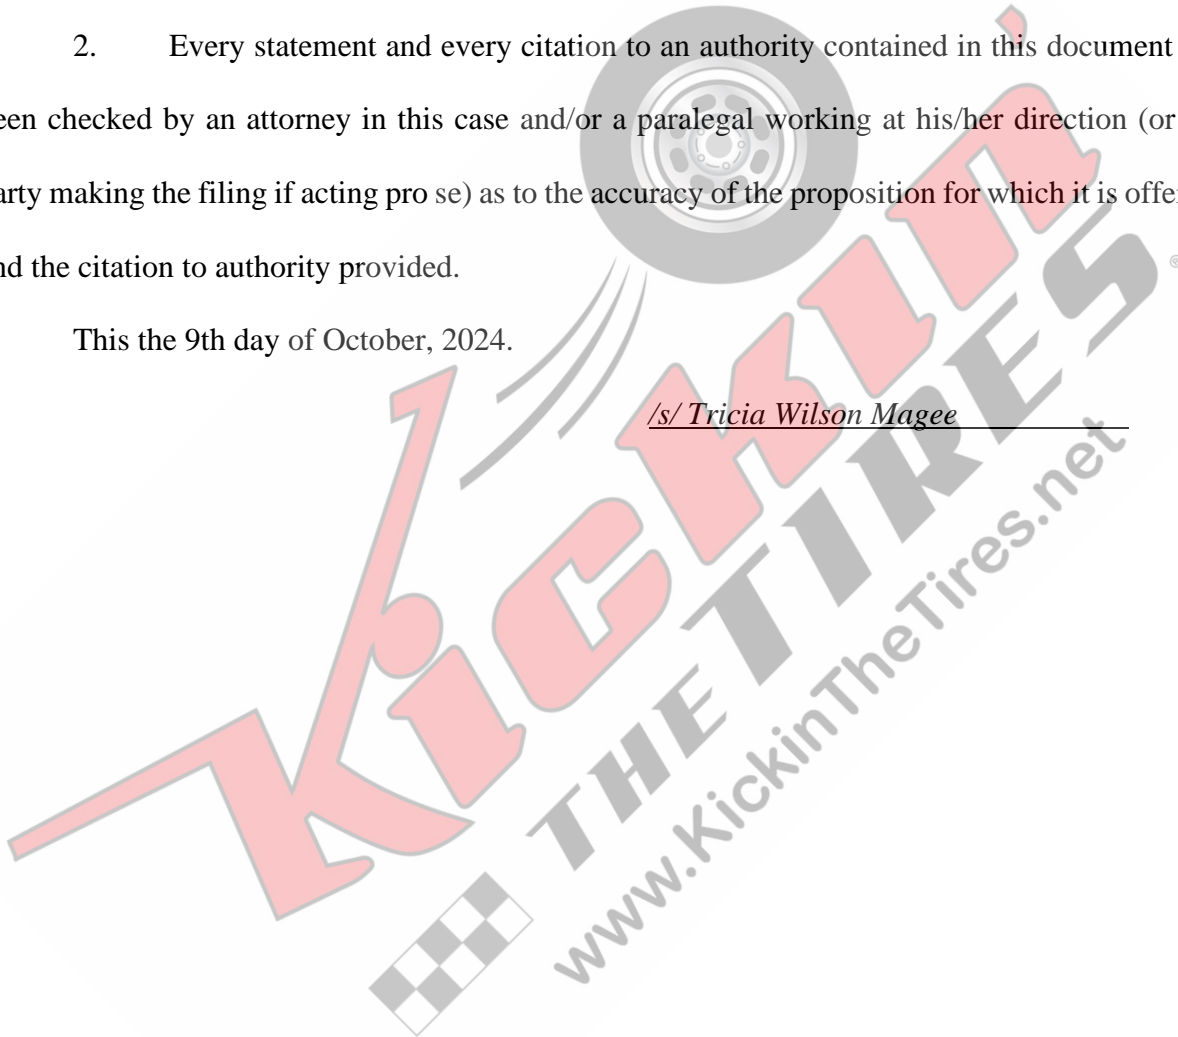 2. Every statement and every citation to an authority contained in this document
een checked by an attorney in this case and/or a paralegal working at his/her direction (or
arty making the filing if acting pro se) as to the accuracy of the proposition for which it is offe
nd the citation to authority provided.
This the 9th day of October, 2024.
/s/ Tricia Wilson Magee
Kickin'
THE TIRES
www.KickinTheTires.net
®